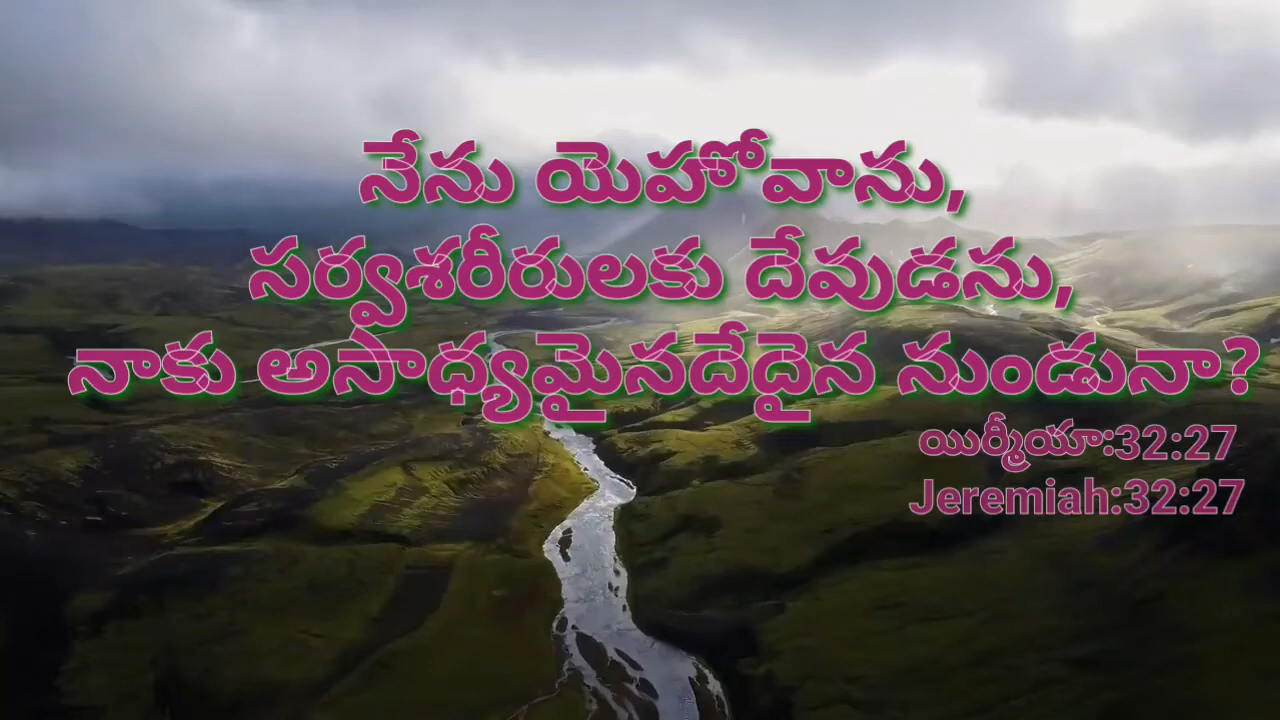 నేను యెహోవాను,
సర్వశరీరులకు దేవుడను,
నాకు అసాధ్యమైనదేదైన నుండునా?
యిర్మీయా:32:27
Jeremiah:32:27